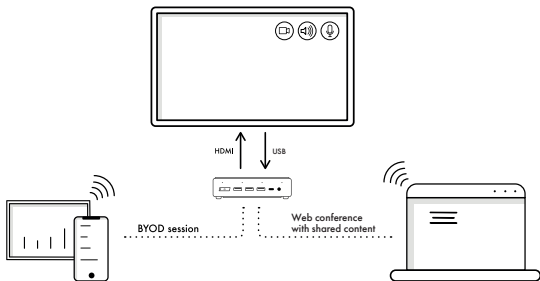 HDMI
USB
BYOD session
Web conference
with shared content